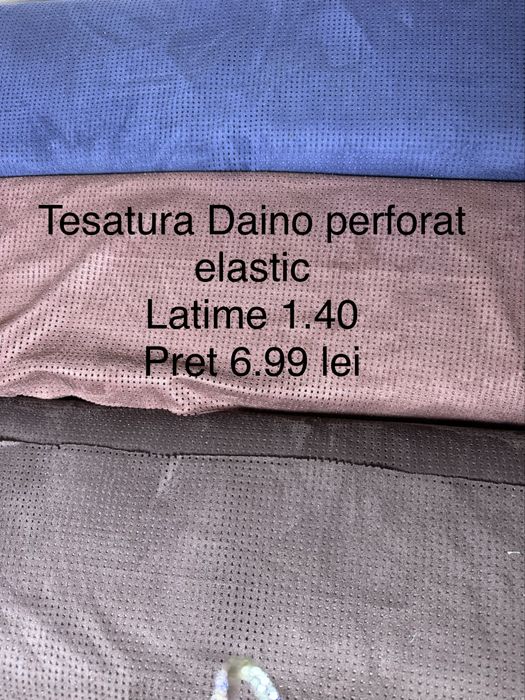 Tesatura Daino perforat
elastic
Latime 1.40
Pret 6.99 lei